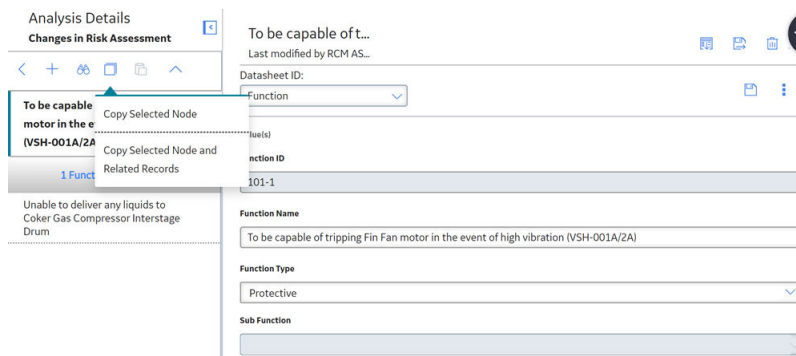 Analysis Details
Changes in Risk Assessment
To be capable
motor in the e
(VSH-001A/2A
1 Funct
Unable to deliver any liquids to
Coker Gas Compressor Interstage
Drum
Copy Selected Node
Copy Selected Node and
Related Records
To be capable of t...
Last modified by RCM AS...
Datasheet ID:
Function
lue(s)
nction ID
101-1
Function Name
To be capable of tripping Fin Fan motor in the event of high vibration (VSH-001A/2A)
Function Type
Protective
Sub Function